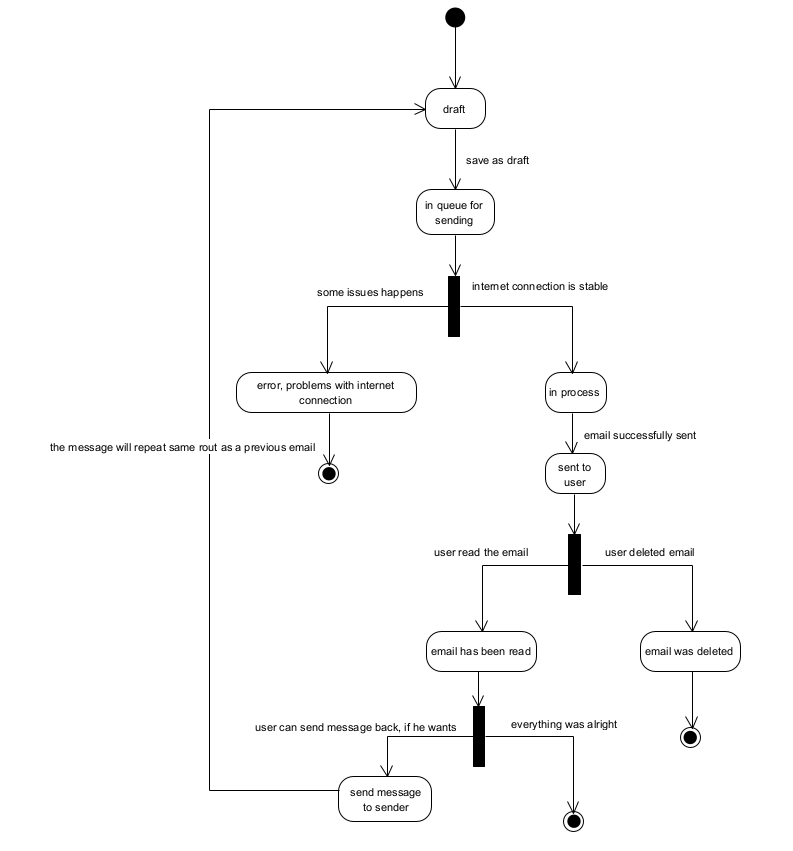 draft
save as draft
in queue for
sending
some issues happens
internet connection is stable
error, problems with internet
connection
in process
the message will repeat same rout as a previous email
email successfully sent
sent to
user
user read the email
user deleted email
email has been read
email was deleted
user can send message back, if he wants
everything was alright
send message
to sender